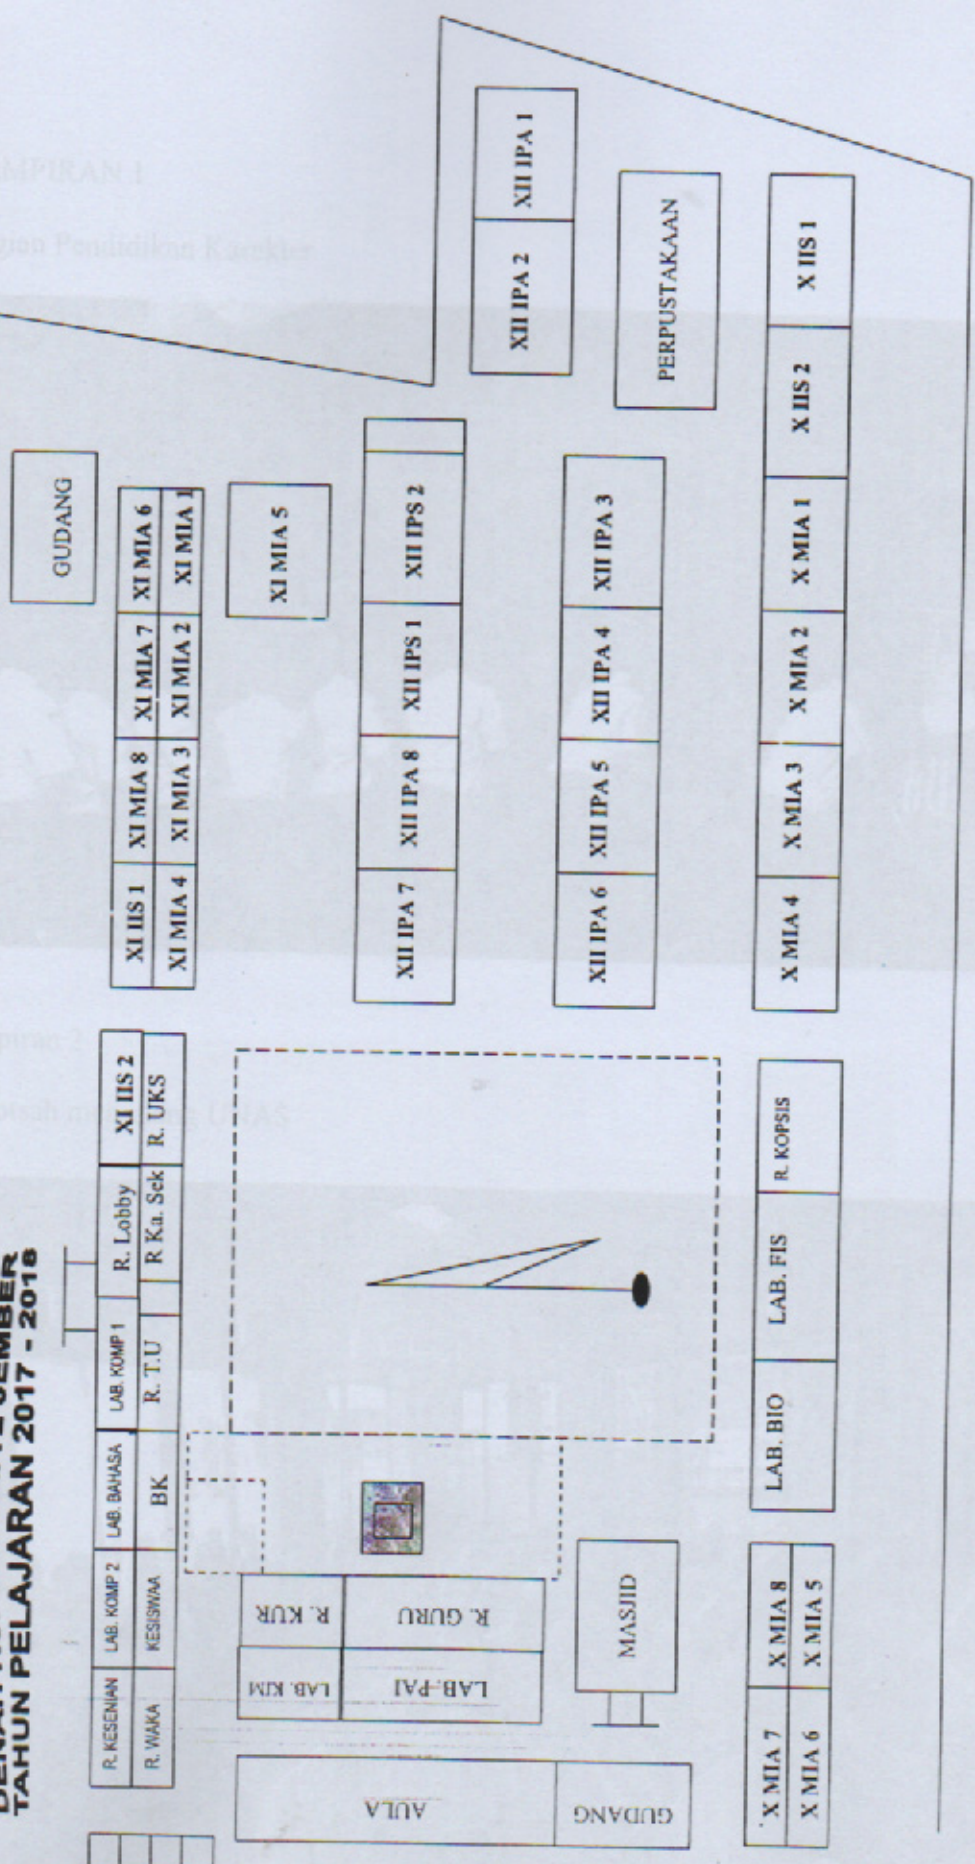 TAHUN PELAJARAN 2017 - 2018
R. KESENIAN
LAB. KOMP 2
LAB. BAHASA
LAB. KOMP 1
R. Lobby
XI IIS 2
R. WAKA
KESISWAA
BK
R. T.U
R Ka. Sek
R. UKS
XI IIS 1
XI MIA 8
XI MIA 7
XI MIA 6
XI MIA 4
XI MIA 3
XI MIA 2
XI MIA 1
GUDANG
XI MIA 5
XII IPA 7
XII IPA 8
XII IPS 1
XII IPS 2
XII IPA 2
XII IPA 1
XII IPA 6
XII IPA 5
XII IPA 4
XII IPA 3
PERPUSTAKAAN
AULA
GUDANG
LAB. KIM
R. KUR
LAB-PAI
R. GURU
MASJID
X MIA 7
X MIA 8
X MIA 6
X MIA 5
LAB. BIO
LAB. FIS
R. KOPSIS
X MIA 4
X MIA 3
X MIA 2
X MIA 1
X IIS 2
X IIS 1